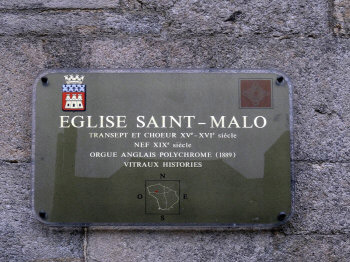 EGLISE SAINT-MALO
TRANSEPT ET CHOEUR XVe-XVIe siècle
NEF XIXe siècle
ORGUE ANGLAIS POLYCHROME (1889)
VITRAUX HISTORIES
N
O E
S